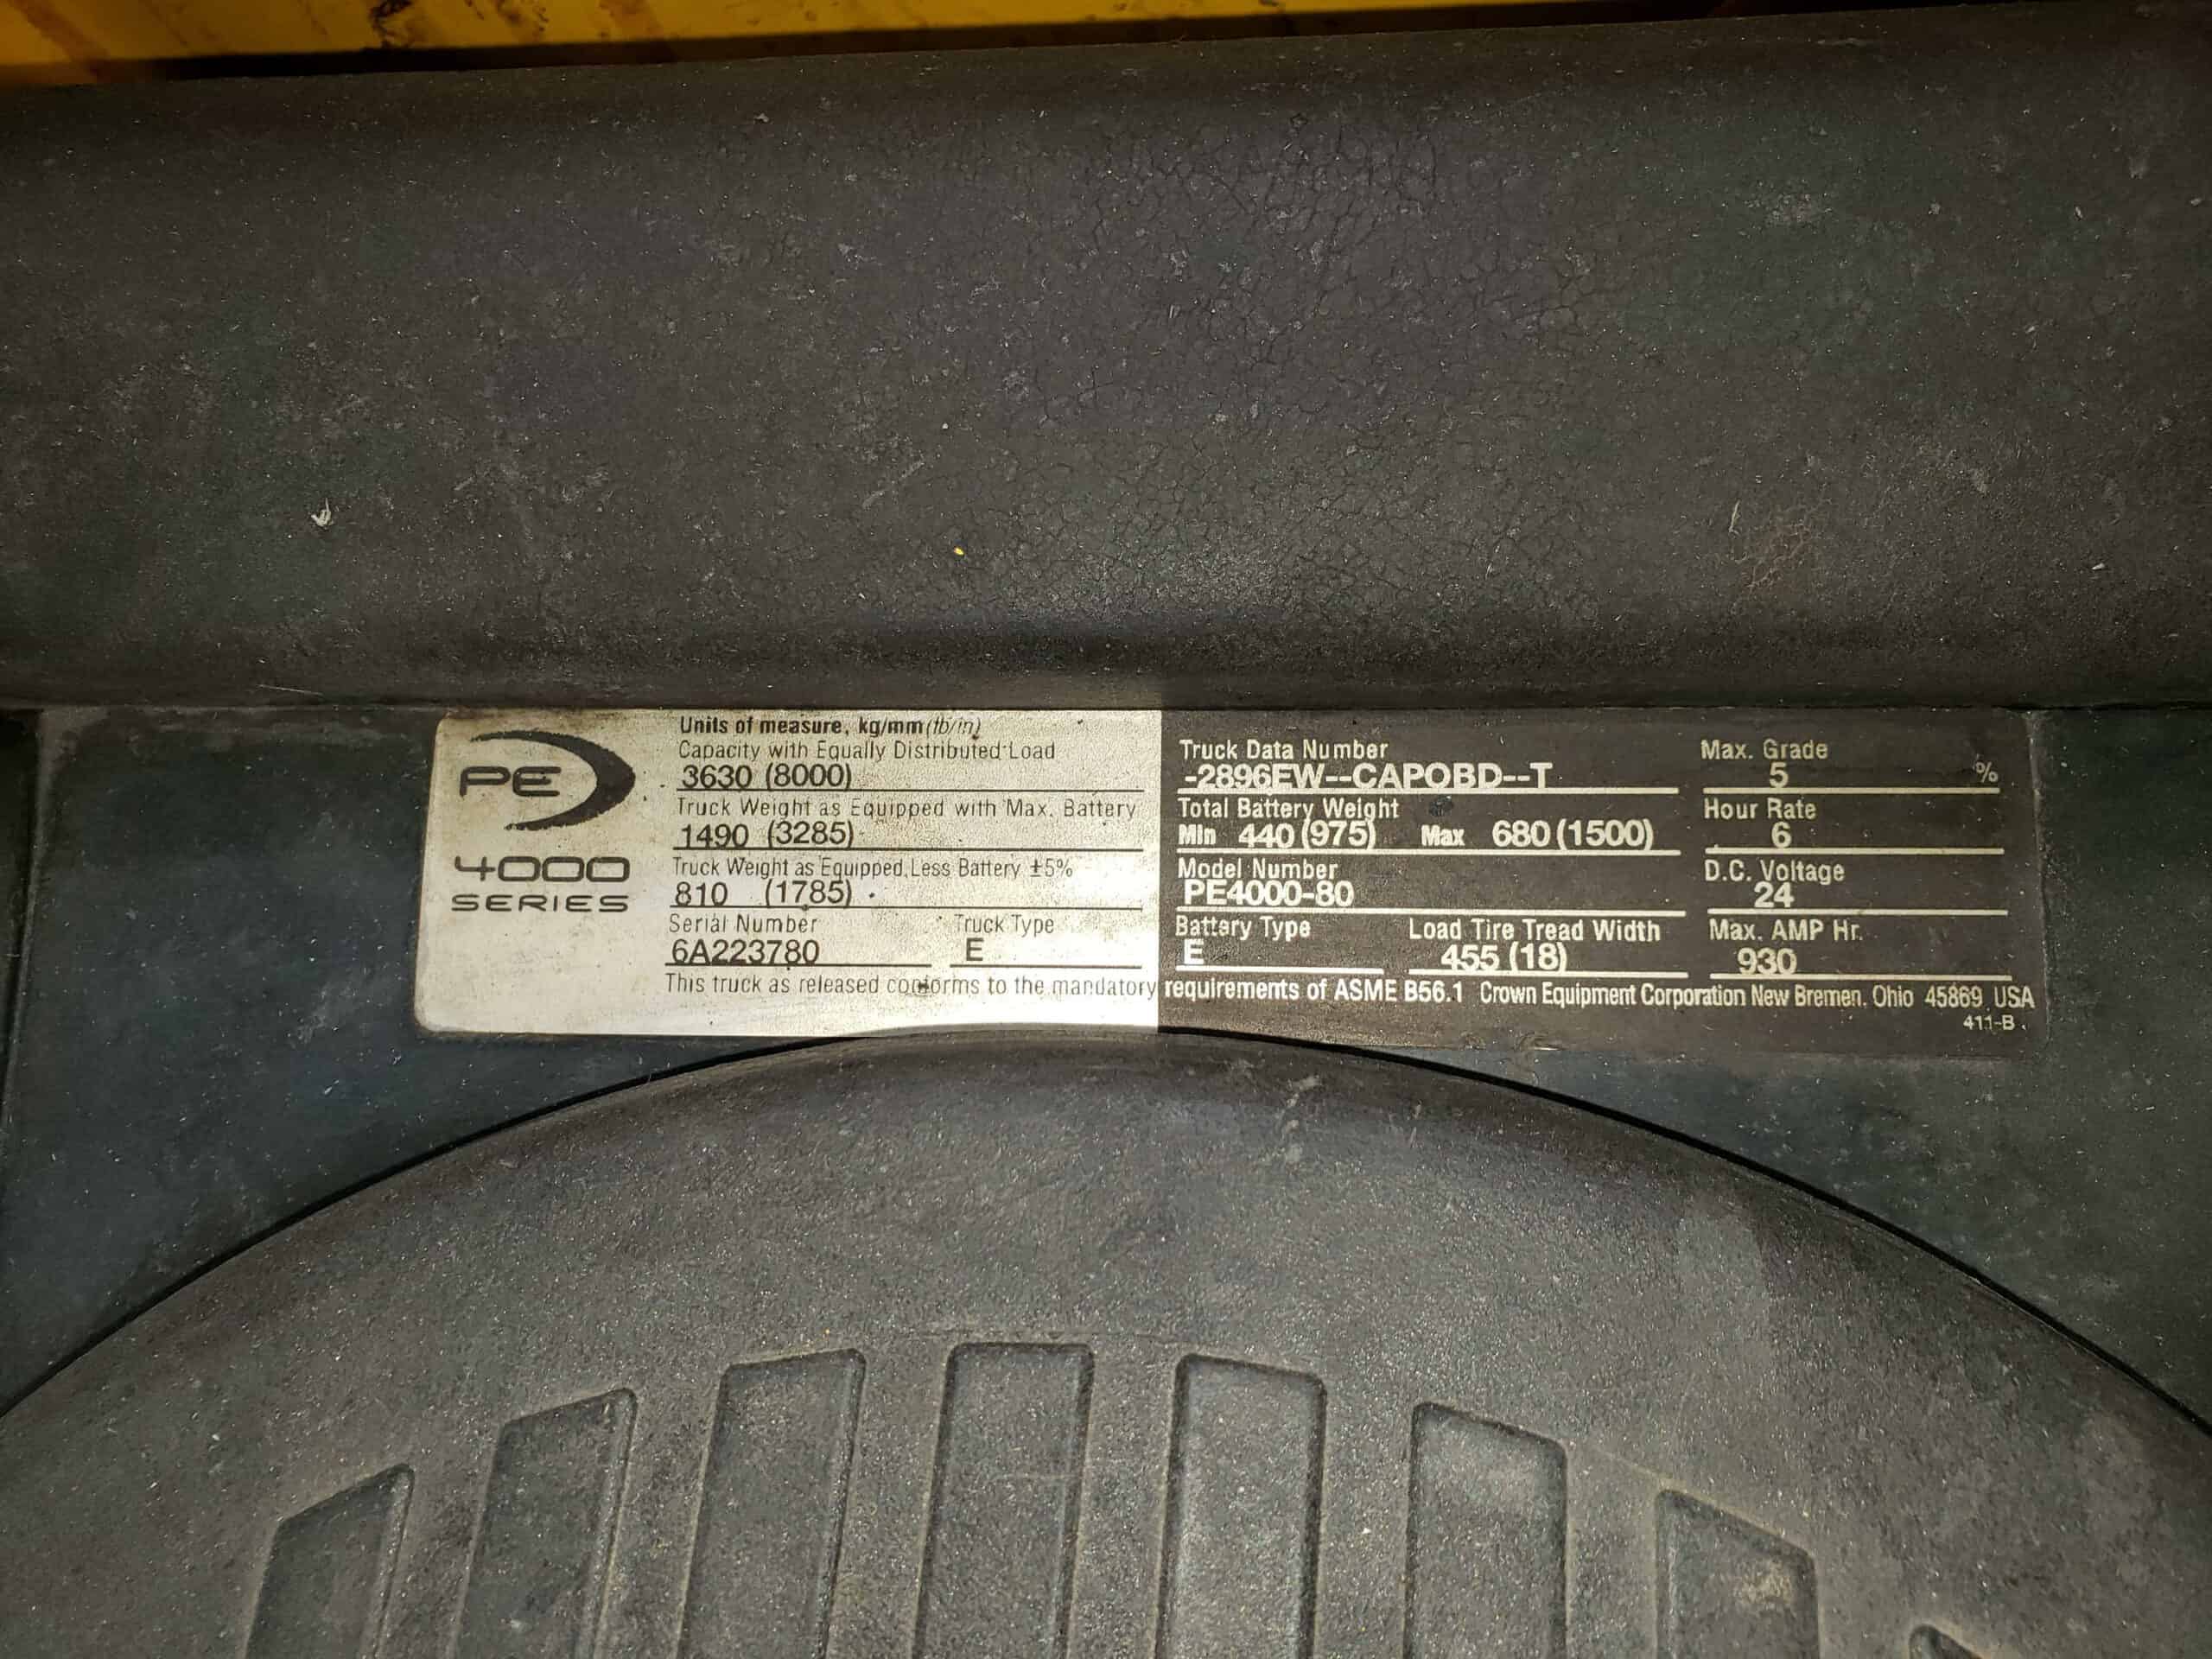 PE
4000
SERIES
Units of measure, kg/mm (lb/in)
Capacity with Equally Distributed Load
3630 (8000)
Truck Weight as Equipped with Max. Battery
1490 (3285)
Truck Weight as Equipped, Less Battery ±5%
810 (1785)
Serial Number Truck Type
6A223780 E
Truck Data Number Max. Grade
-2896EW--CAPOBD--T 5 %
Total Battery Weight Hour Rate
Min 440 (975) Max 680 (1500) 6
Model Number D.C. Voltage
PE4000-80 24
Battery Type Load Tire Tread Width Max. AMP Hr.
E 455 (18) 930
This truck as released conforms to the mandatory requirements of ASME B56.1 Crown Equipment Corporation New Bremen, Ohio 45869 USA
411-B